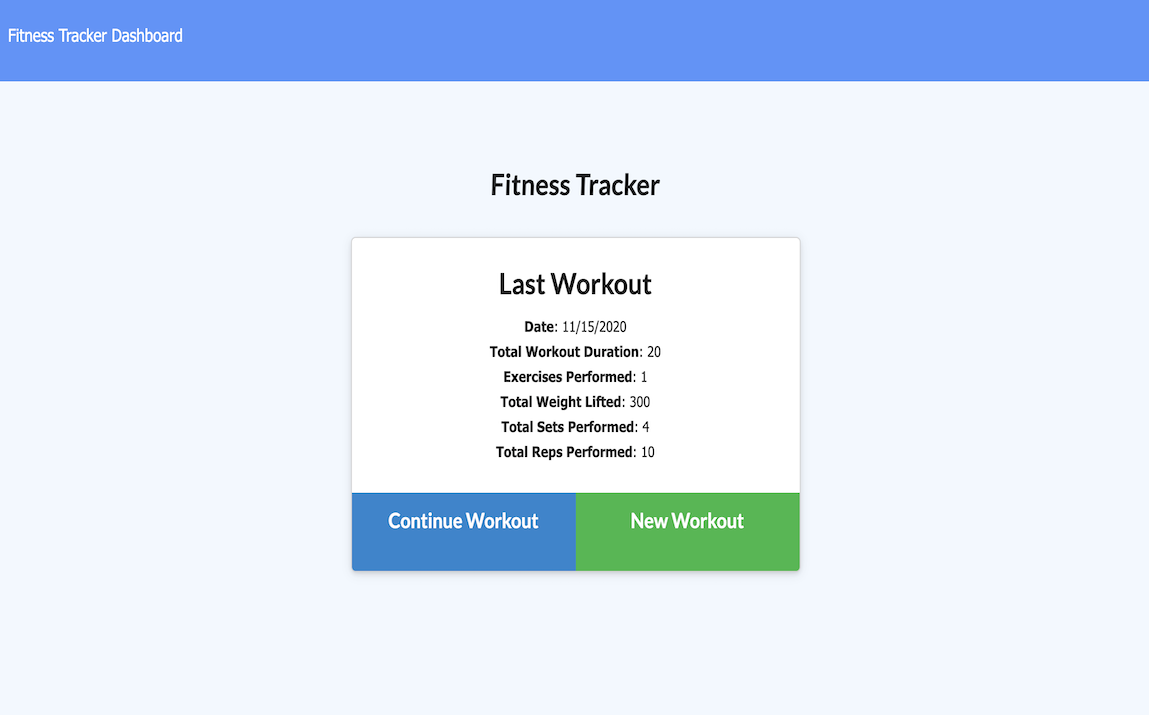 Fitness Tracker Dashboard
Fitness Tracker
Last Workout
Date: 11/15/2020
Total Workout Duration: 20
Exercises Performed: 1
Total Weight Lifted: 300
Total Sets Performed: 4
Total Reps Performed: 10
Continue Workout New Workout